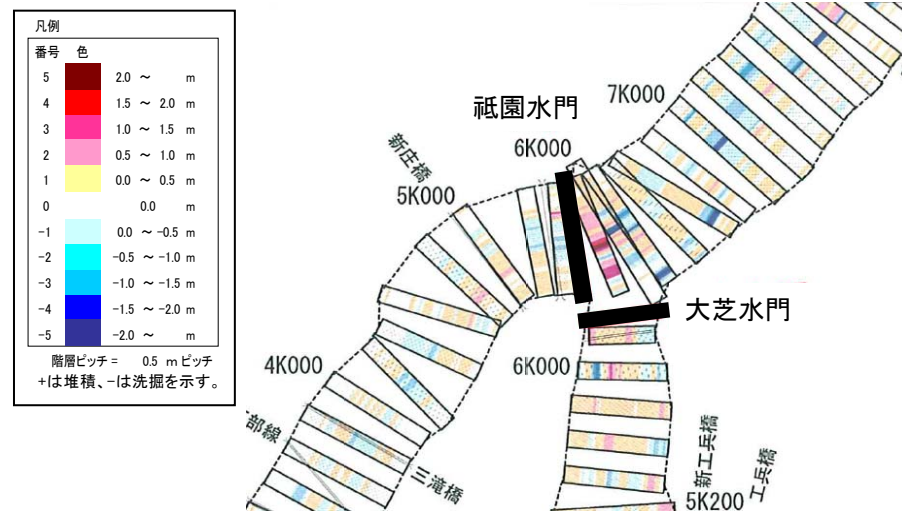 凡例
番号 色
5 2.0 ～ m
4 1.5 ～ 2.0 m
3 1.0 ～ 1.5 m
2 0.5 ～ 1.0 m
1 0.0 ～ 0.5 m
0 0.0 m
-1 0.0 ～ -0.5 m
-2 -0.5 ～ -1.0 m
-3 -1.0 ～ -1.5 m
-4 -1.5 ～ -2.0 m
-5 -2.0 ～ m
階層ピッチ = 0.5 m ピッチ
+は堆積、-は洗掘を示す。
7K000
祇園水門
6K000
新庄橋
5K000
大芝水門
6K000
4K000
部線
三滝橋
新工兵橋
工兵橋
5K200